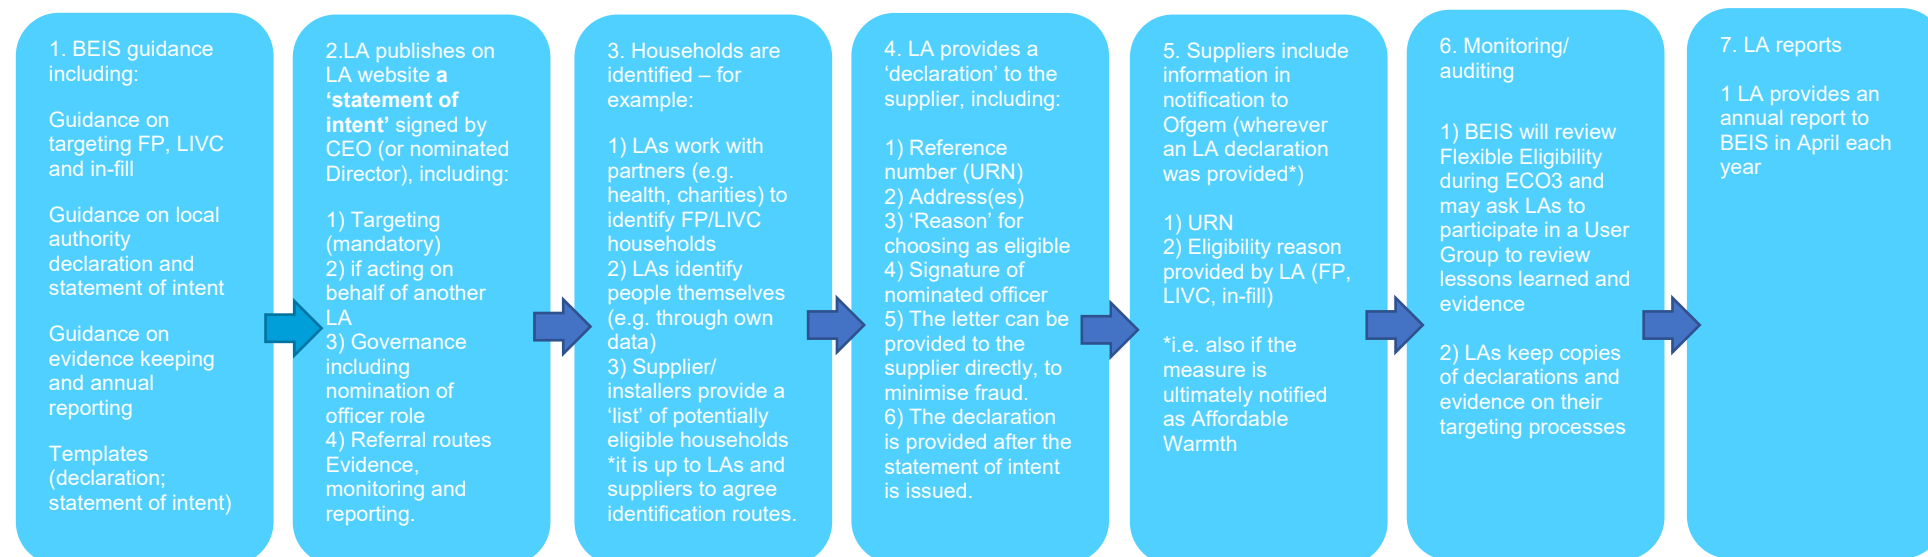 1. BEIS guidance
including:
Guidance on
targeting FP, LIVC
and in-fill
Guidance on local
authority
declaration and
statement of intent
Guidance on
evidence keeping
and annual
reporting
Templates
(declaration;
statement of intent)
2.LA publishes on
LA website a
‘statement of
intent’ signed by
CEO (or nominated
Director), including:
1) Targeting
(mandatory)
2) if acting on
behalf of another
LA
3) Governance
including
nomination of
officer role
4) Referral routes
Evidence,
monitoring and
reporting.
3. Households are
identified – for
example:
1) LAs work with
partners (e.g.
health, charities) to
identify FP/LIVC
households
2) LAs identify
people themselves
(e.g. through own
data)
3) Supplier/
installers provide a
‘list’ of potentially
eligible households
*it is up to LAs and
suppliers to agree
identification routes.
4. LA provides a
‘declaration’ to the
supplier, including:
1) Reference
number (URN)
2) Address(es)
3) ‘Reason’ for
choosing as eligible
4) Signature of
nominated officer
5) The letter can be
provided to the
supplier directly, to
minimise fraud.
6) The declaration
is provided after the
statement of intent
is issued.
5. Suppliers include
information in
notification to
Ofgem (wherever
an LA declaration
was provided*)
1) URN
2) Eligibility reason
provided by LA (FP,
LIVC, in-fill)
*i.e. also if the
measure is
ultimately notified
as Affordable
Warmth
6. Monitoring/
auditing
1) BEIS will review
Flexible Eligibility
during ECO3 and
may ask LAs to
participate in a User
Group to review
lessons learned and
evidence
2) LAs keep copies
of declarations and
evidence on their
targeting processes
7. LA reports
1 LA provides an
annual report to
BEIS in April each
year